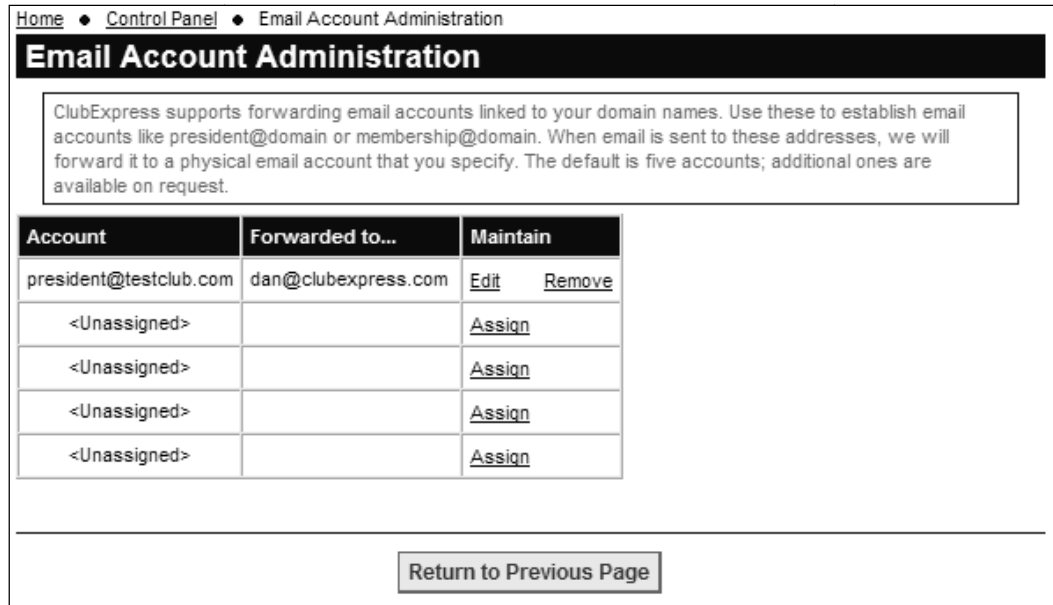 Home ● Control Panel ● Email Account Administration
Email Account Administration
ClubExpress supports forwarding email accounts linked to your domain names. Use these to establish email
accounts like president@domain or membership@domain. When email is sent to these addresses, we will
forward it to a physical email account that you specify. The default is five accounts; additional ones are
available on request.
Account Forwarded to... Maintain
president@testclub.com dan@clubexpress.com Edit Remove
<Unassigned> Assign
<Unassigned> Assign
<Unassigned> Assign
<Unassigned> Assign
Return to Previous Page